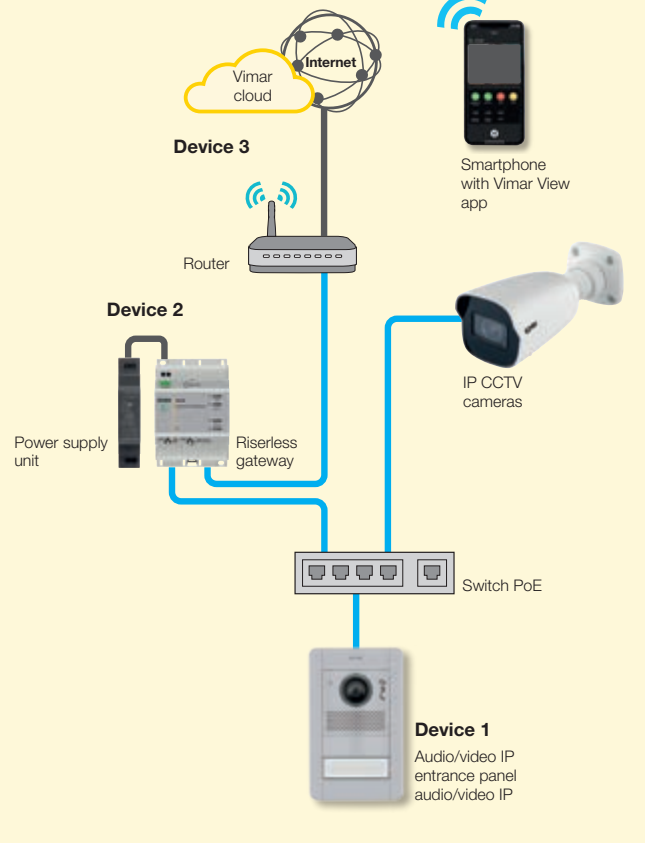 Internet
Vimar
cloud
Device 3
Smartphone
with Vimar View
app
Router
Device 2
IP CCTV
cameras
Power supply
unit
Riserless
gateway
Switch PoE
Device 1
Audio/video IP
entrance panel
audio/video IP